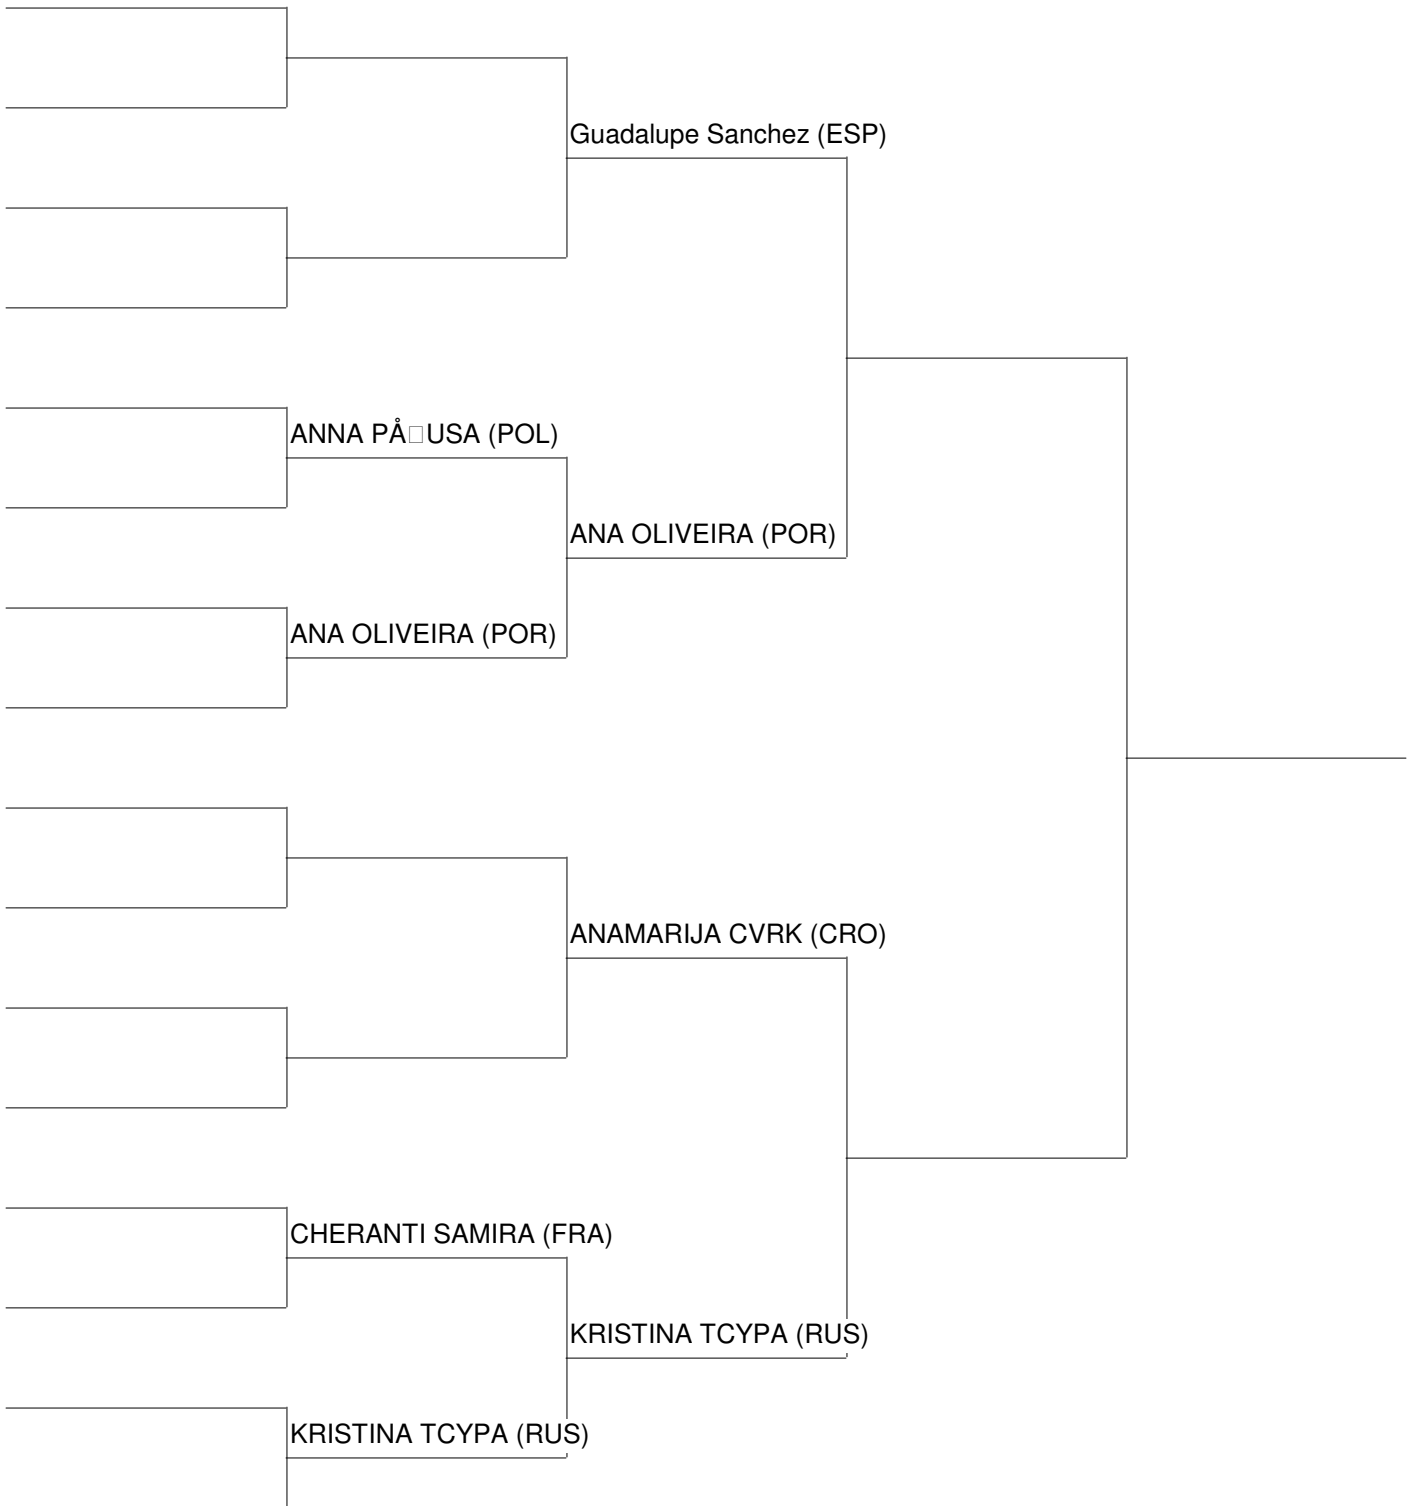 Guadalupe Sanchez (ESP)
ANNA PÅ□USA (POL)
ANA OLIVEIRA (POR)
ANA OLIVEIRA (POR)
ANAMARIJA CVRK (CRO)
CHERANTI SAMIRA (FRA)
KRISTINA TCYPA (RUS)
KRISTINA TCYPA (RUS)